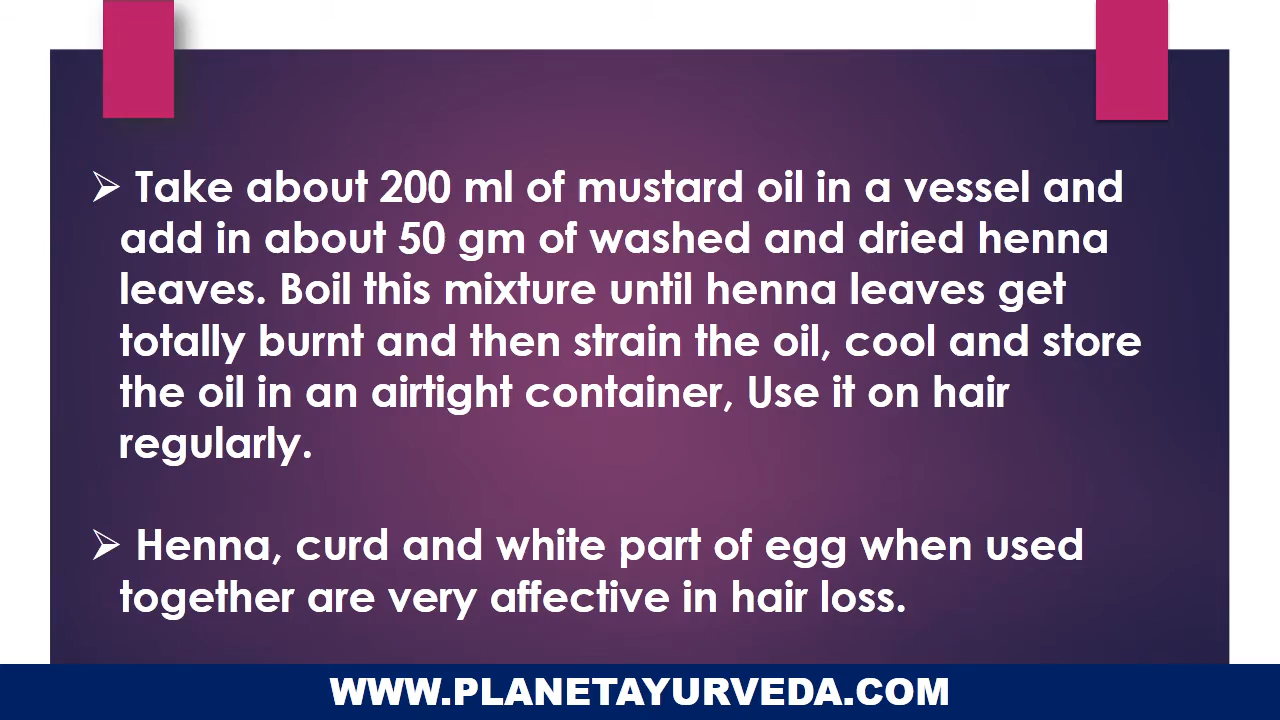 ➢ Take about 200 ml of mustard oil in a vessel and
add in about 50 gm of washed and dried henna
leaves. Boil this mixture until henna leaves get
totally burnt and then strain the oil, cool and store
the oil in an airtight container, Use it on hair
regularly.
➢ Henna, curd and white part of egg when used
together are very affective in hair loss.
WWW.PLANETAYURVEDA.COM